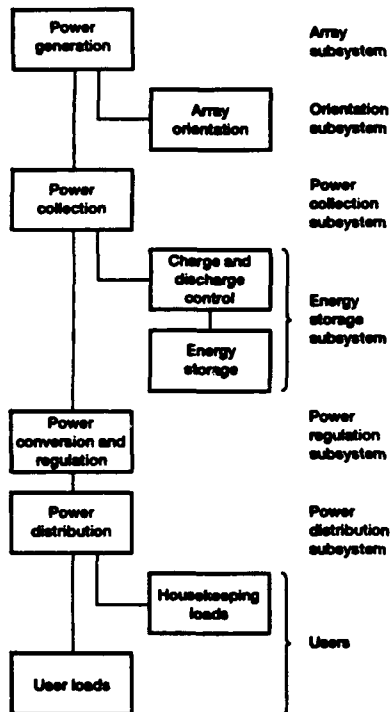 Power
generation
Array
subsystem
Array
orientation
Orientation
subsystem
Power
collection
Power
collection
subsystem
Charge and
discharge
control
Energy
storage
Energy
storage
subsystem
Power
conversion and
regulation
Power
regulation
subsystem
Power
distribution
Power
distribution
subsystem
Housekeeping
loads
Users
User loads